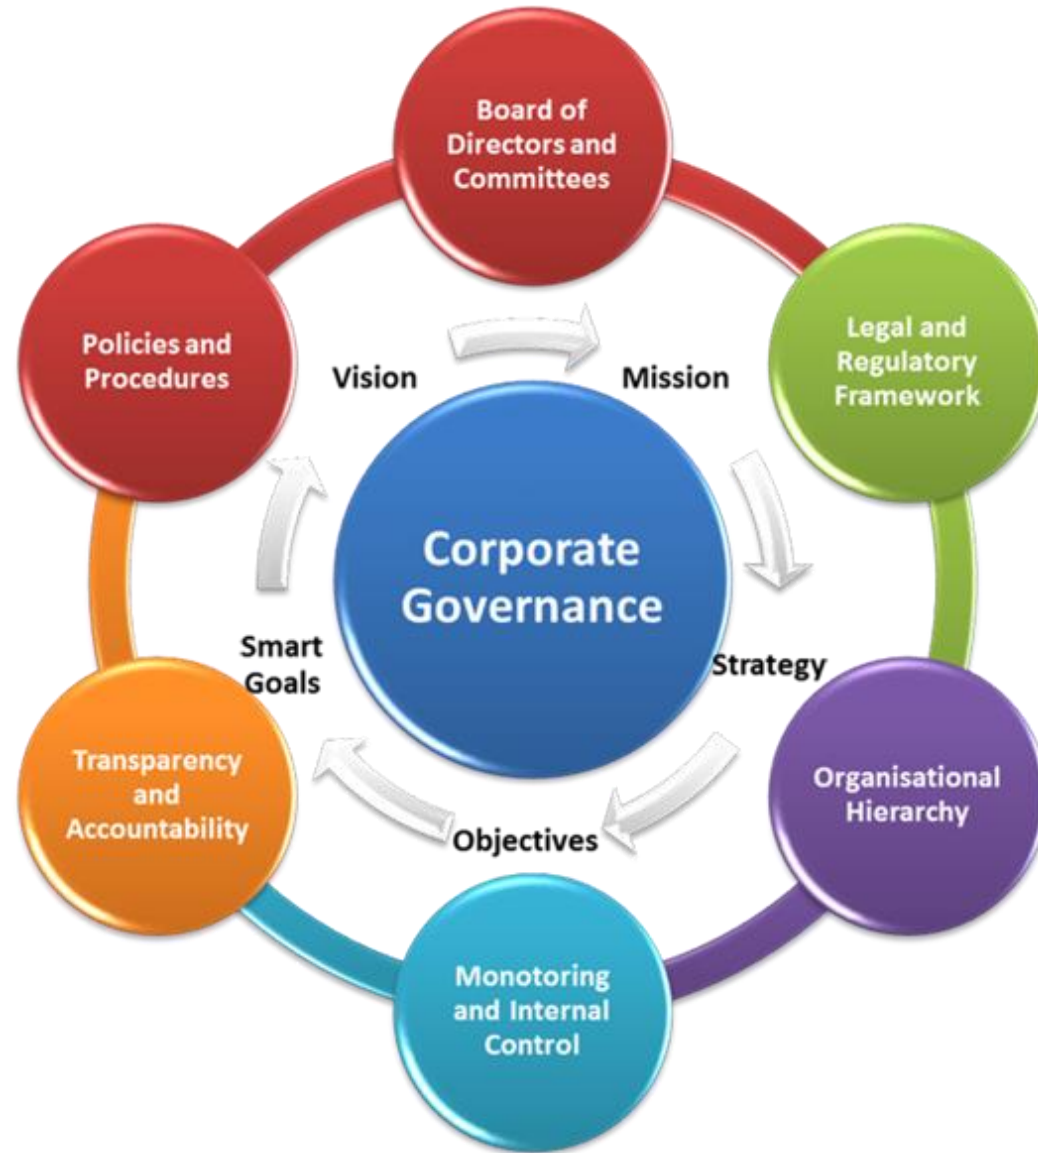 Board of
Directors and
Committees
Policies and
Procedures
Legal and
Regulatory
Framework
Vision
Mission
Corporate
Governance
Smart
Goals
Strategy
Transparency
and
Accountability
Organisational
Hierarchy
Objectives
Monotoring
and Internal
Control